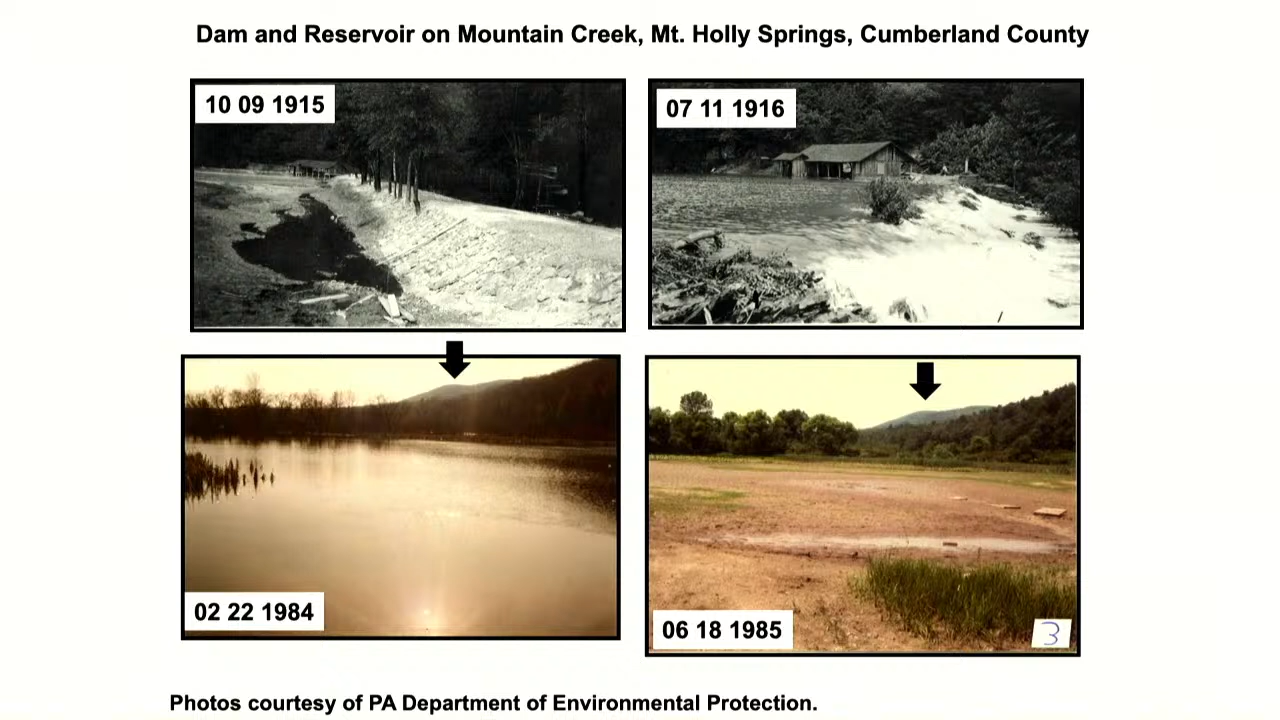 Dam and Reservoir on Mountain Creek, Mt. Holly Springs, Cumberland County
10 09 1915
07 11 1916
02 22 1984
06 18 1985
3
Photos courtesy of PA Department of Environmental Protection.